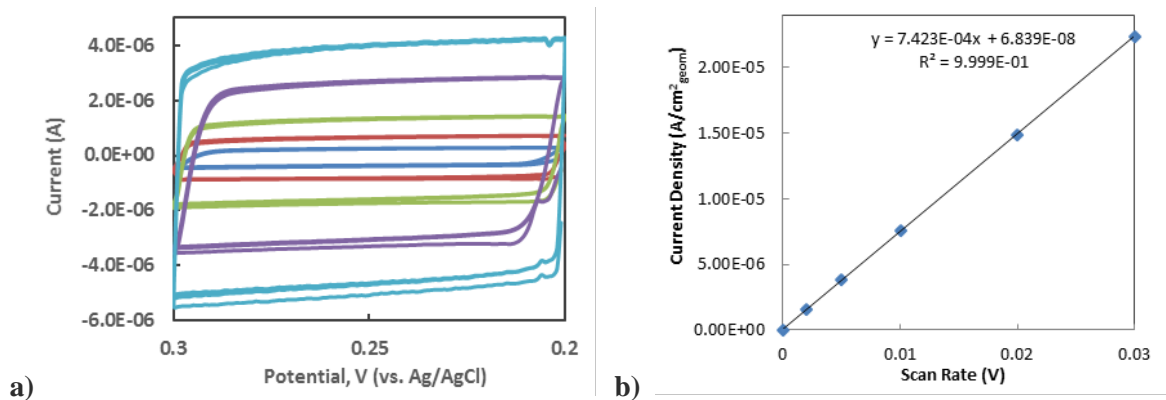 4.0E-06
2.0E-06
0.0E+00
-2.0E-06
-4.0E-06
-6.0E-06
Current (A)
0.3
0.25
0.2
Potential, V (vs. Ag/AgCl)
a)
y = 7.423E-04x + 6.839E-08
R² = 9.999E-01
2.00E-05
1.50E-05
1.00E-05
5.00E-06
0.00E+00
Current Density (A/cm²geom)
0
0.01
0.02
0.03
Scan Rate (V)
b)